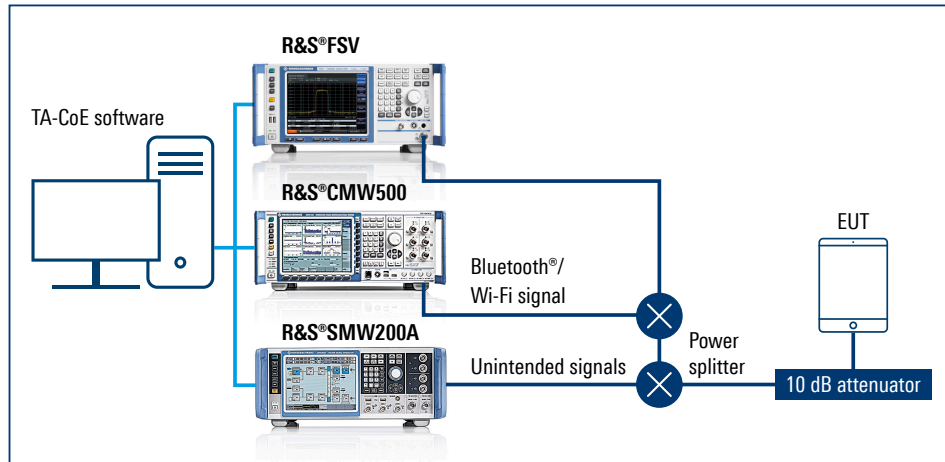 R&S®FSV
TA-CoE software
R&S®CMW500
EUT
Bluetooth®/
Wi-Fi signal
R&S®SMW200A
Unintended signals
Power
splitter
10 dB attenuator